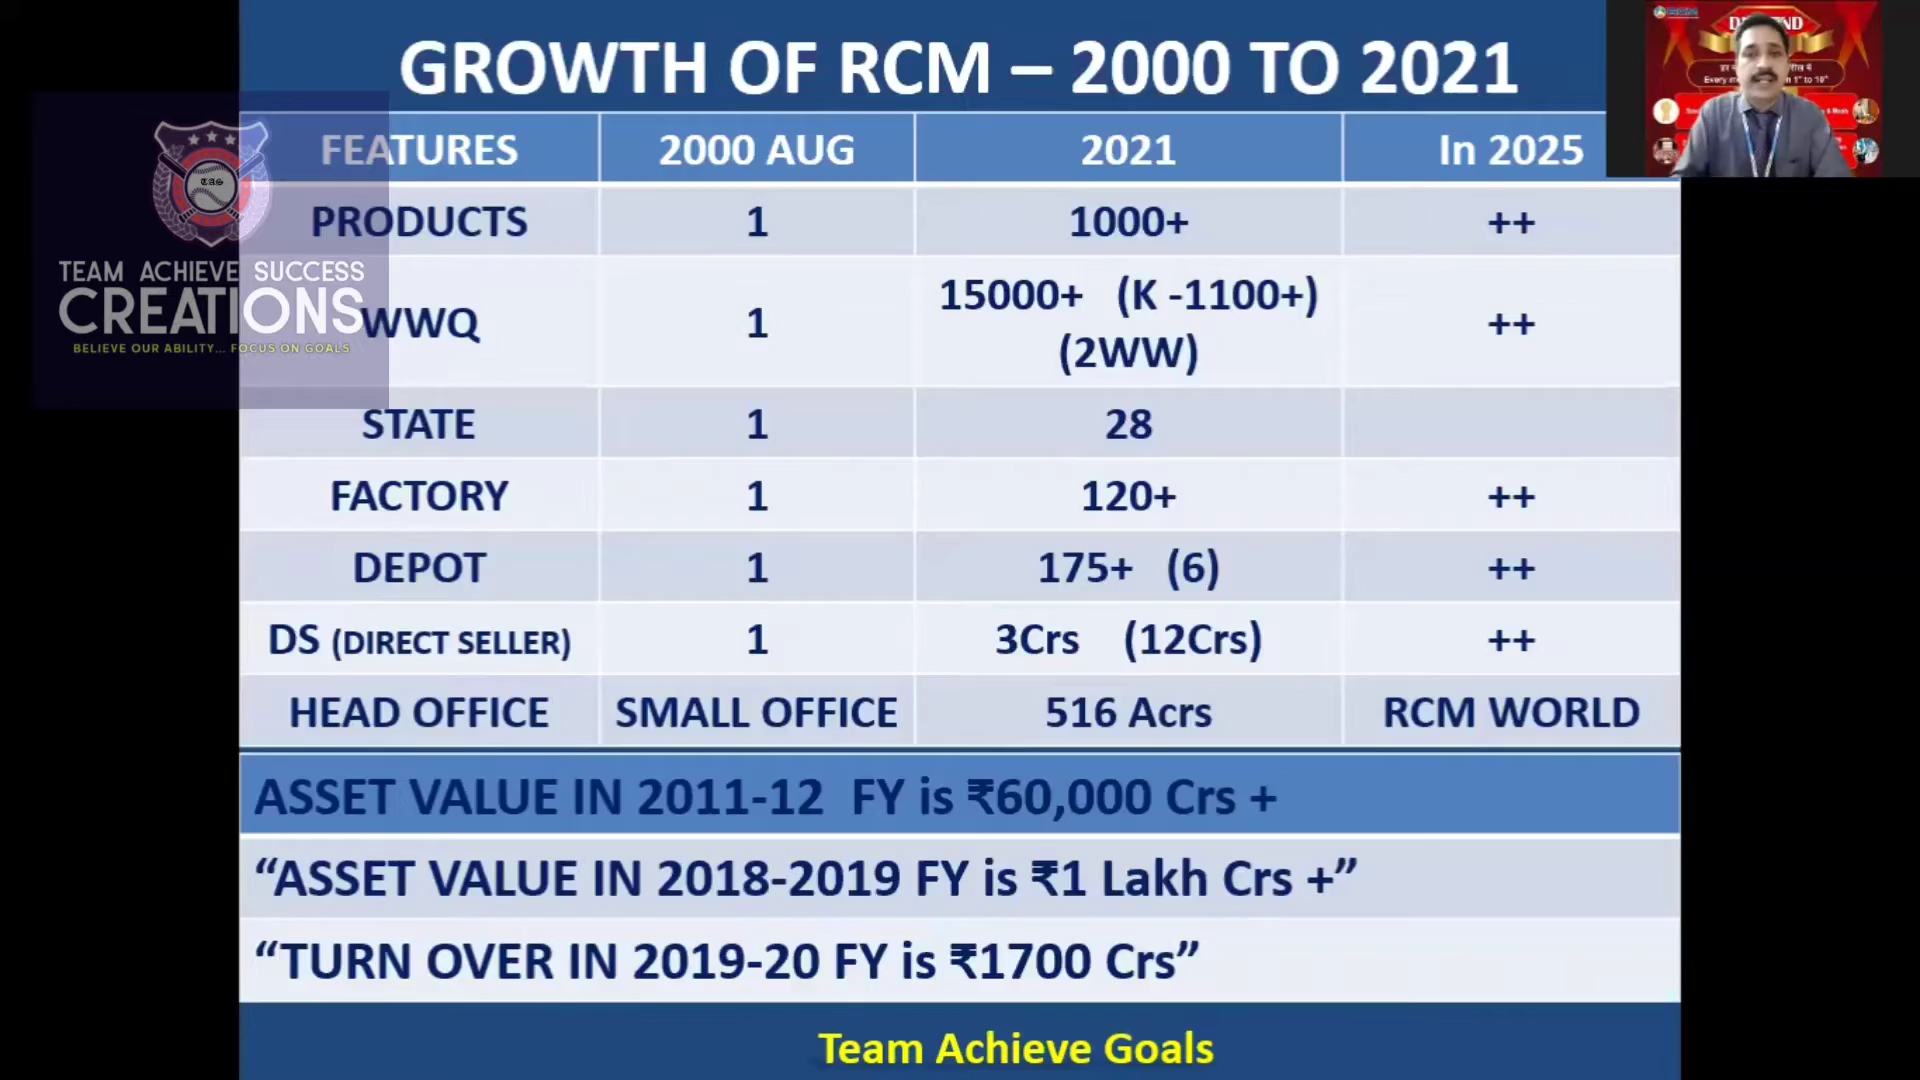 GROWTH OF RCM – 2000 TO 2021
FEATURES 2000 AUG 2021 In 2025
PRODUCTS 1 1000+ ++
WWQ 1 15000+ (K -1100+) (2WW) ++
STATE 1 28
FACTORY 1 120+ ++
DEPOT 1 175+ (6) ++
DS (DIRECT SELLER) 1 3Crs (12Crs) ++
HEAD OFFICE SMALL OFFICE 516 Acrs RCM WORLD
ASSET VALUE IN 2011-12 FY is ₹60,000 Crs +
“ASSET VALUE IN 2018-2019 FY is ₹1 Lakh Crs +”
“TURN OVER IN 2019-20 FY is ₹1700 Crs”
Team Achieve Goals
TAS
TEAM ACHIEVE SUCCESS
CREATIONS
BELIEVE OUR ABILITY... FOCUS ON GOALS